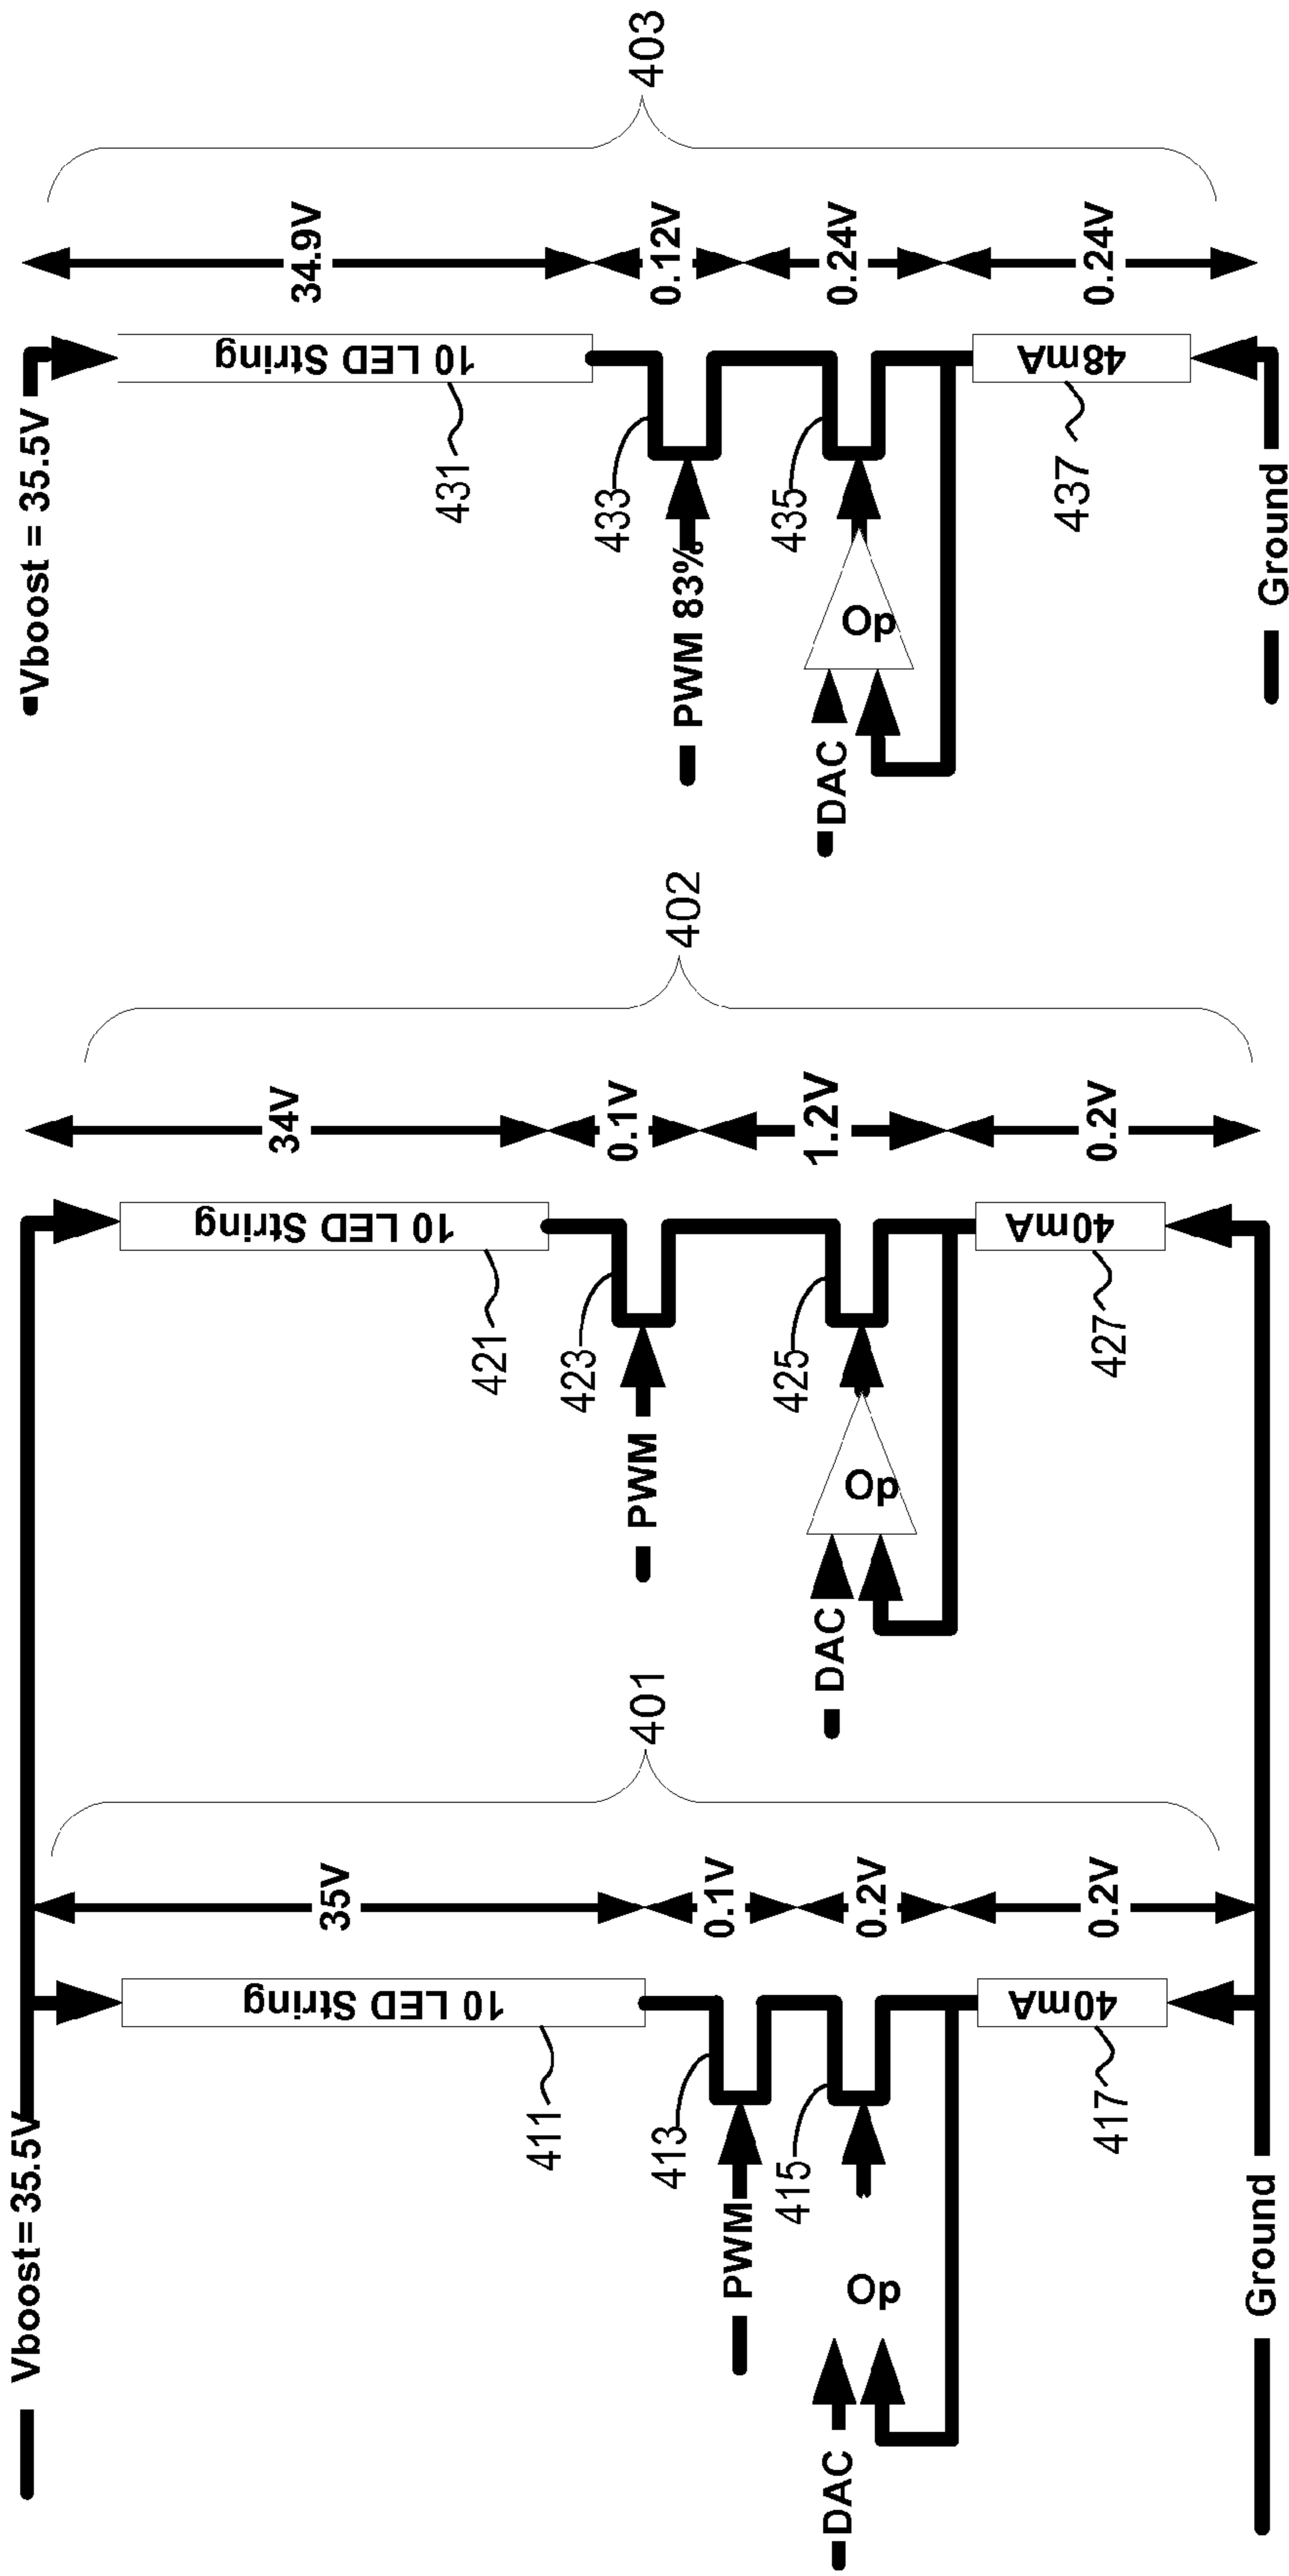 Vboost= 35.5V
10 LED String
411
35V
413
PWM
0.1V
415
DAC
Op
0.2V
417
40mA
0.2V
401
Ground
10 LED String
421
34V
423
PWM
0.1V
425
DAC
Op
1.2V
427
40mA
0.2V
402
Vboost = 35.5V
10 LED String
431
34.9V
433
PWM 83%
0.12V
435
DAC
Op
0.24V
437
48mA
0.24V
403
Ground